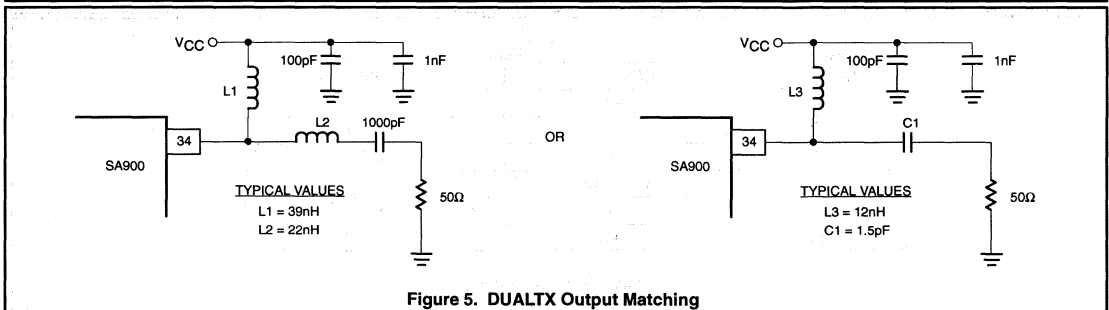 VCC
100pF
1nF
L1
L2
1000pF
34
SA900
50Ω
TYPICAL VALUES
L1 = 39nH
L2 = 22nH
OR
VCC
100pF
1nF
L3
C1
34
SA900
50Ω
TYPICAL VALUES
L3 = 12nH
C1 = 1.5pF
Figure 5. DUALTX Output Matching